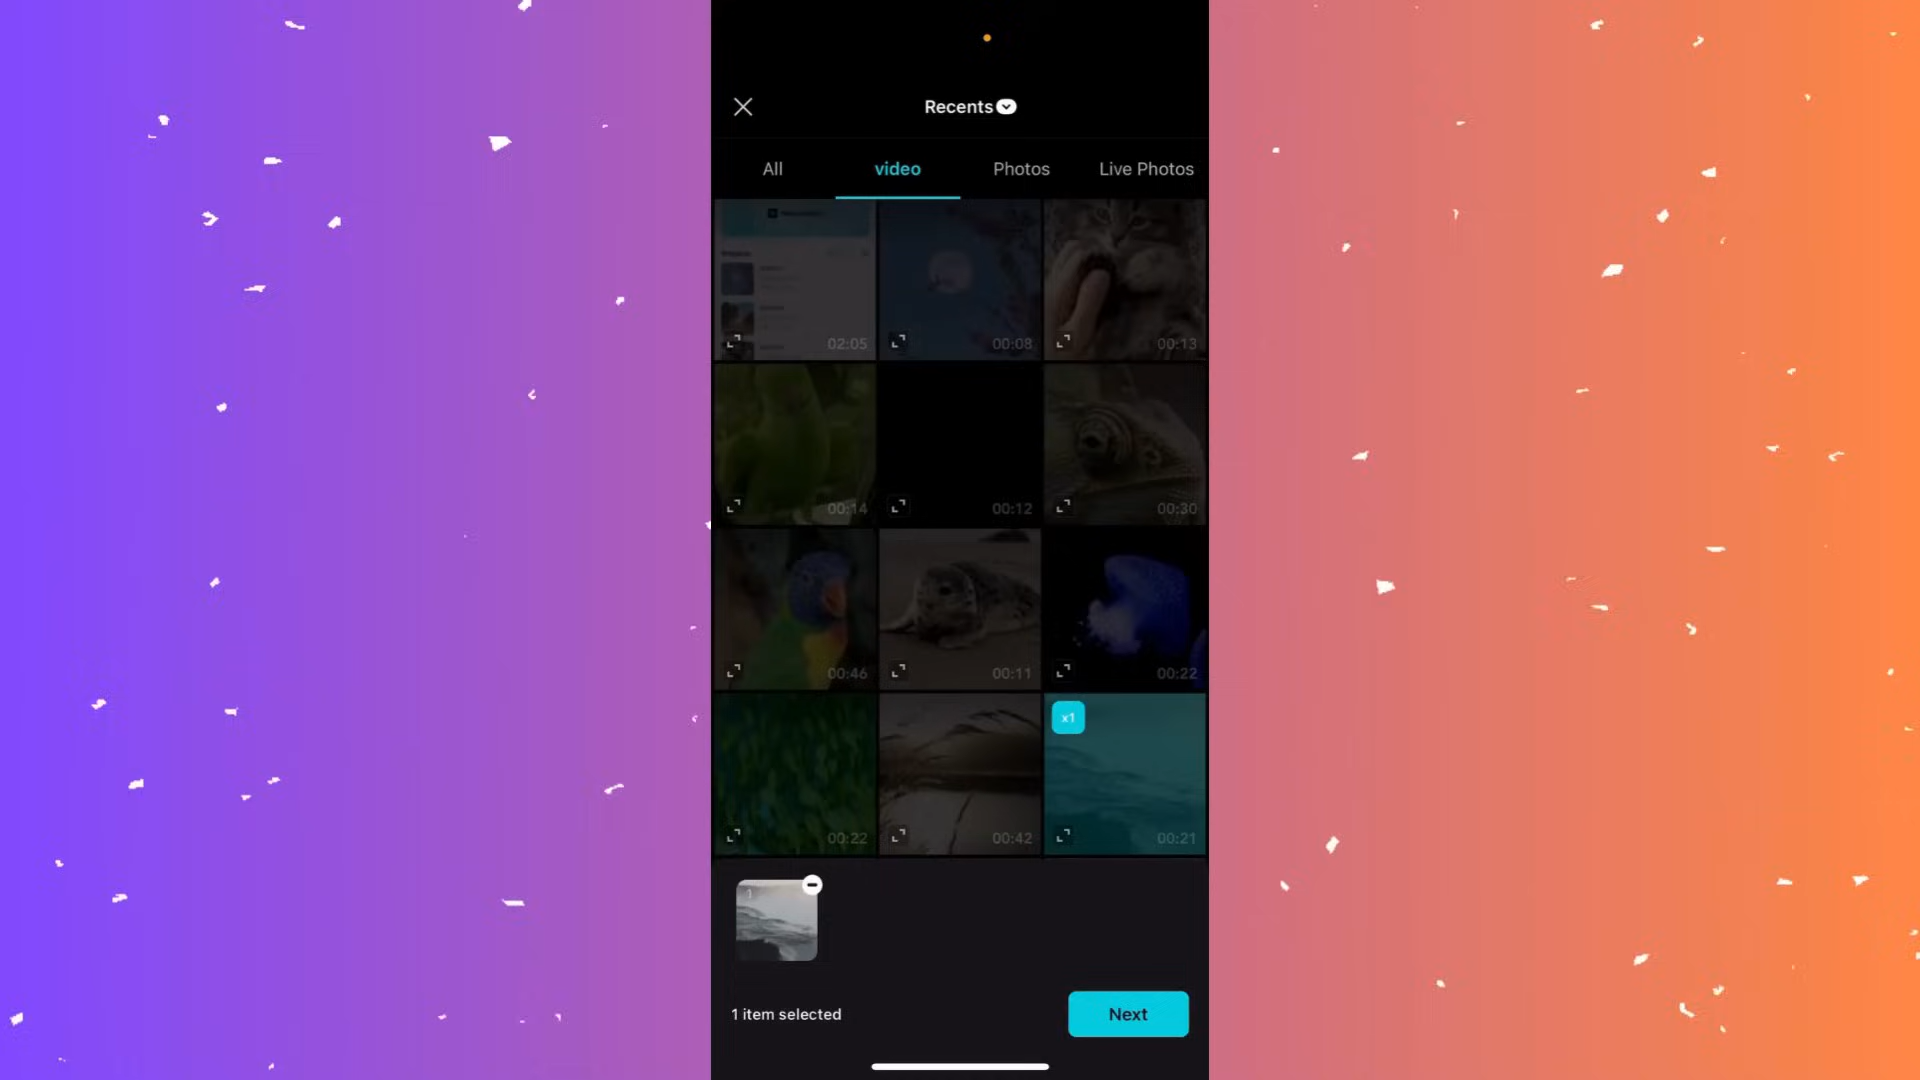 Recents
All
video
Photos
Live Photos
02:05
00:08
00:13
00:14
00:12
00:30
00:46
00:11
00:22
x1
00:22
00:42
00:21
1
1 item selected
Next